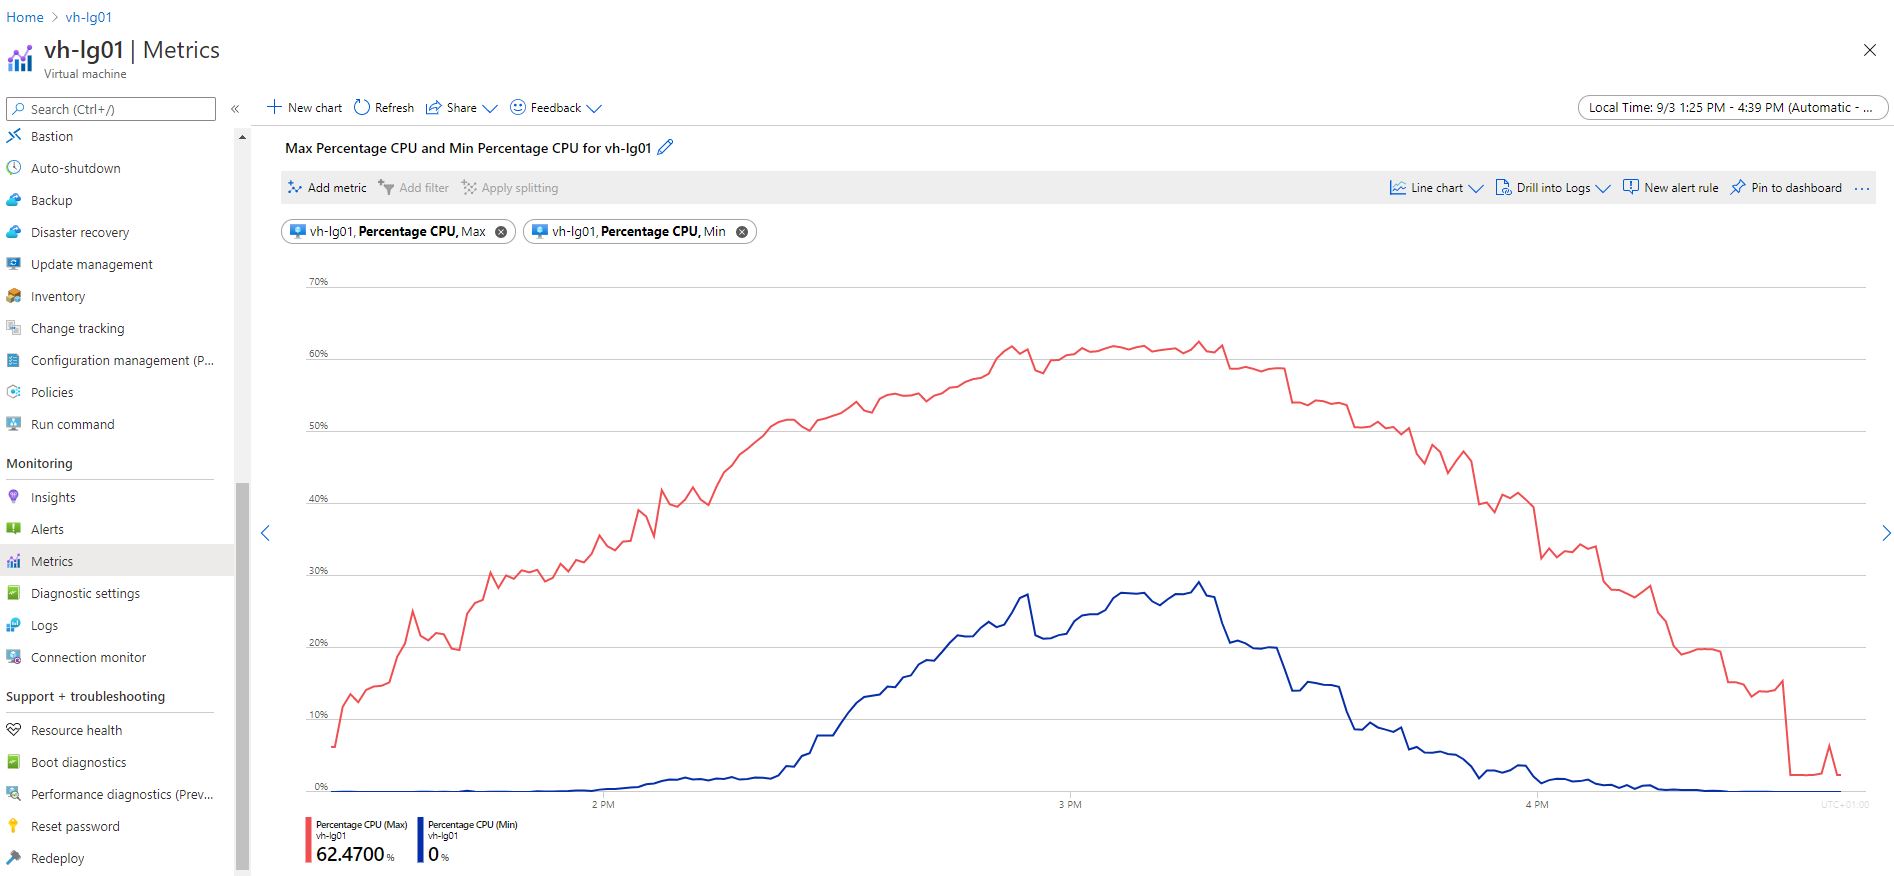 Home > vh-lg01
vh-lg01 | Metrics
Virtual machine
Search (Ctrl+/)
«
Bastion
Auto-shutdown
Backup
Disaster recovery
Update management
Inventory
Change tracking
Configuration management (P...
Policies
Run command
Monitoring
Insights
Alerts
Metrics
Diagnostic settings
Logs
Connection monitor
Support + troubleshooting
Resource health
Boot diagnostics
Performance diagnostics (Prev...
Reset password
Redeploy
New chart Refresh Share Feedback
Local Time: 9/3 1:25 PM - 4:39 PM (Automatic - ...
Max Percentage CPU and Min Percentage CPU for vh-lg01
Add metric Add filter Apply splitting
Line chart Drill into Logs New alert rule Pin to dashboard ...
vh-lg01, Percentage CPU, Max
vh-lg01, Percentage CPU, Min
70%
60%
50%
40%
30%
20%
10%
0%
2 PM 3 PM 4 PM UTC+01:00
Percentage CPU (Max)
vh-lg01
62.4700 %
Percentage CPU (Min)
vh-lg01
0 %